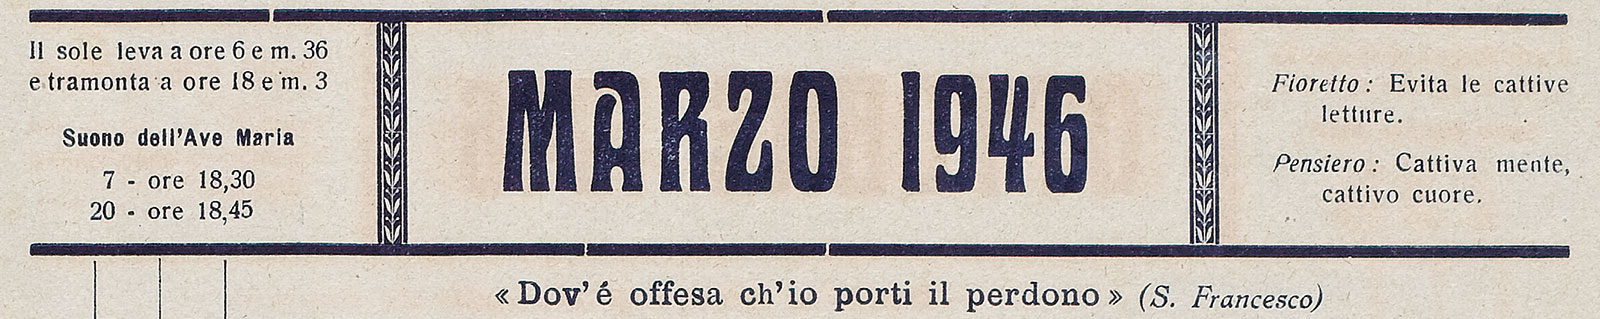 Il sole leva a ore 6 e m. 36
e tramonta a ore 18 e m. 3
Suono dell'Ave Maria
7 - ore 18,30
20 - ore 18,45
MARZO 1946
Fioretto : Evita le cattive
letture.
Pensiero : Cattiva mente,
cattivo cuore.
« Dov'é offesa ch'io porti il perdono » (S. Francesco)